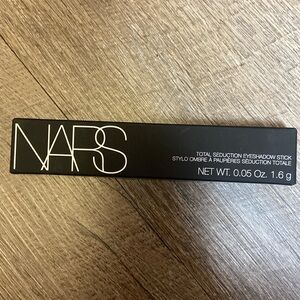 NARS
TOTAL SEDUCTION EYESHADOW STICK
STYLO OMBRE À PAUPIÈRES SÉDUCTION TOTALE
NET WT. 0.05 Oz. 1.6 g